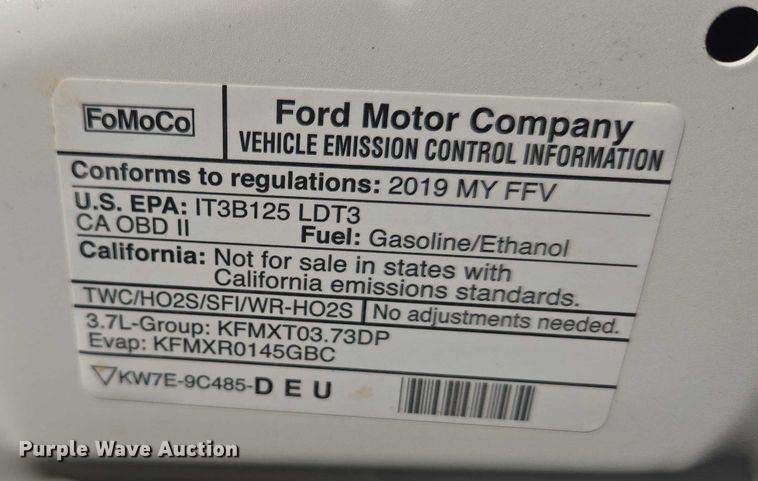 FoMoCo
Ford Motor Company
VEHICLE EMISSION CONTROL INFORMATION
Conforms to regulations: 2019 MY FFV
U.S. EPA: IT3B125 LDT3
CA OBD II Fuel: Gasoline/Ethanol
California: Not for sale in states with
California emissions standards.
TWC/HO2S/SFI/WR-HO2S No adjustments needed.
3.7L-Group: KFMXT03.73DP
Evap: KFMXR0145GBC
KW7E-9C485-D E U
Purple Wave Auction